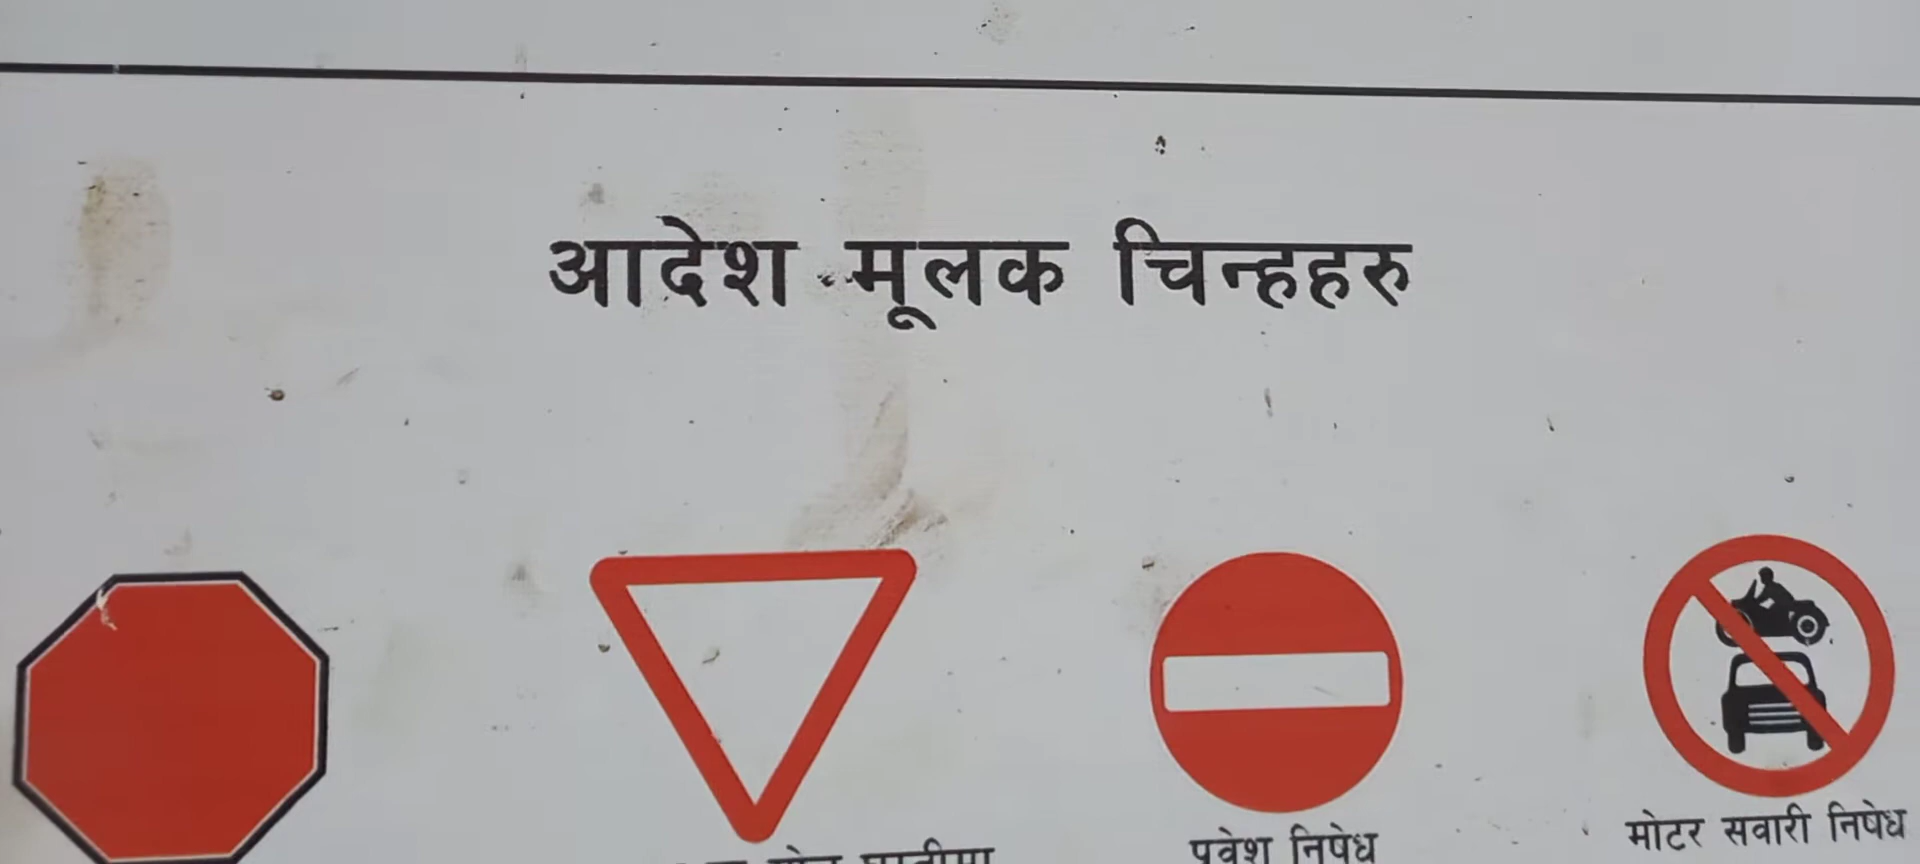 आदेश मूलक चिन्हहरु
प्रवेश निषेध
मोटर सवारी निषेध